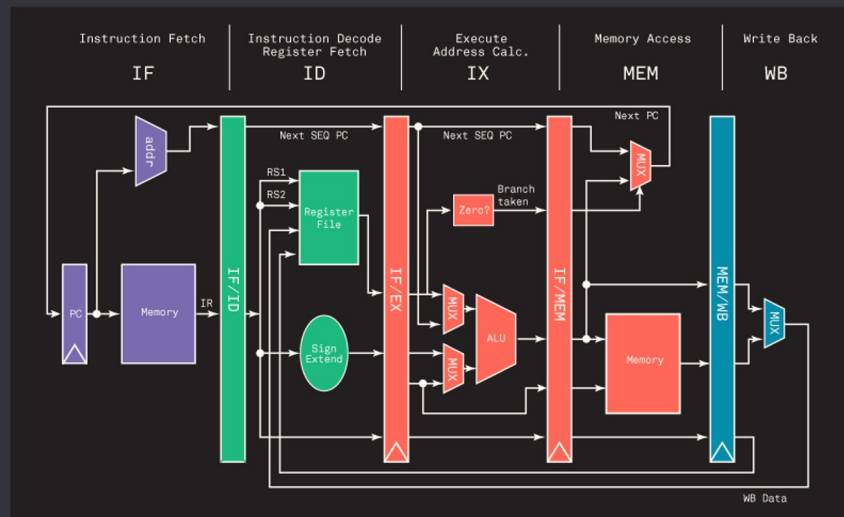 Instruction Fetch
IF
Instruction Decode
Register Fetch
ID
Execute
Address Calc.
IX
Memory Access
MEM
Write Back
WB
Next PC
addr
Next SEQ PC
Next SEQ PC
MUX
RS1
RS2
Register
File
Zero?
Branch
taken
PC
Memory
IR
IF/ID
IF/EX
IF/MEM
MEM/WB
MUX
ALU
MUX
MUX
Sign
Extend
Memory
WB Data